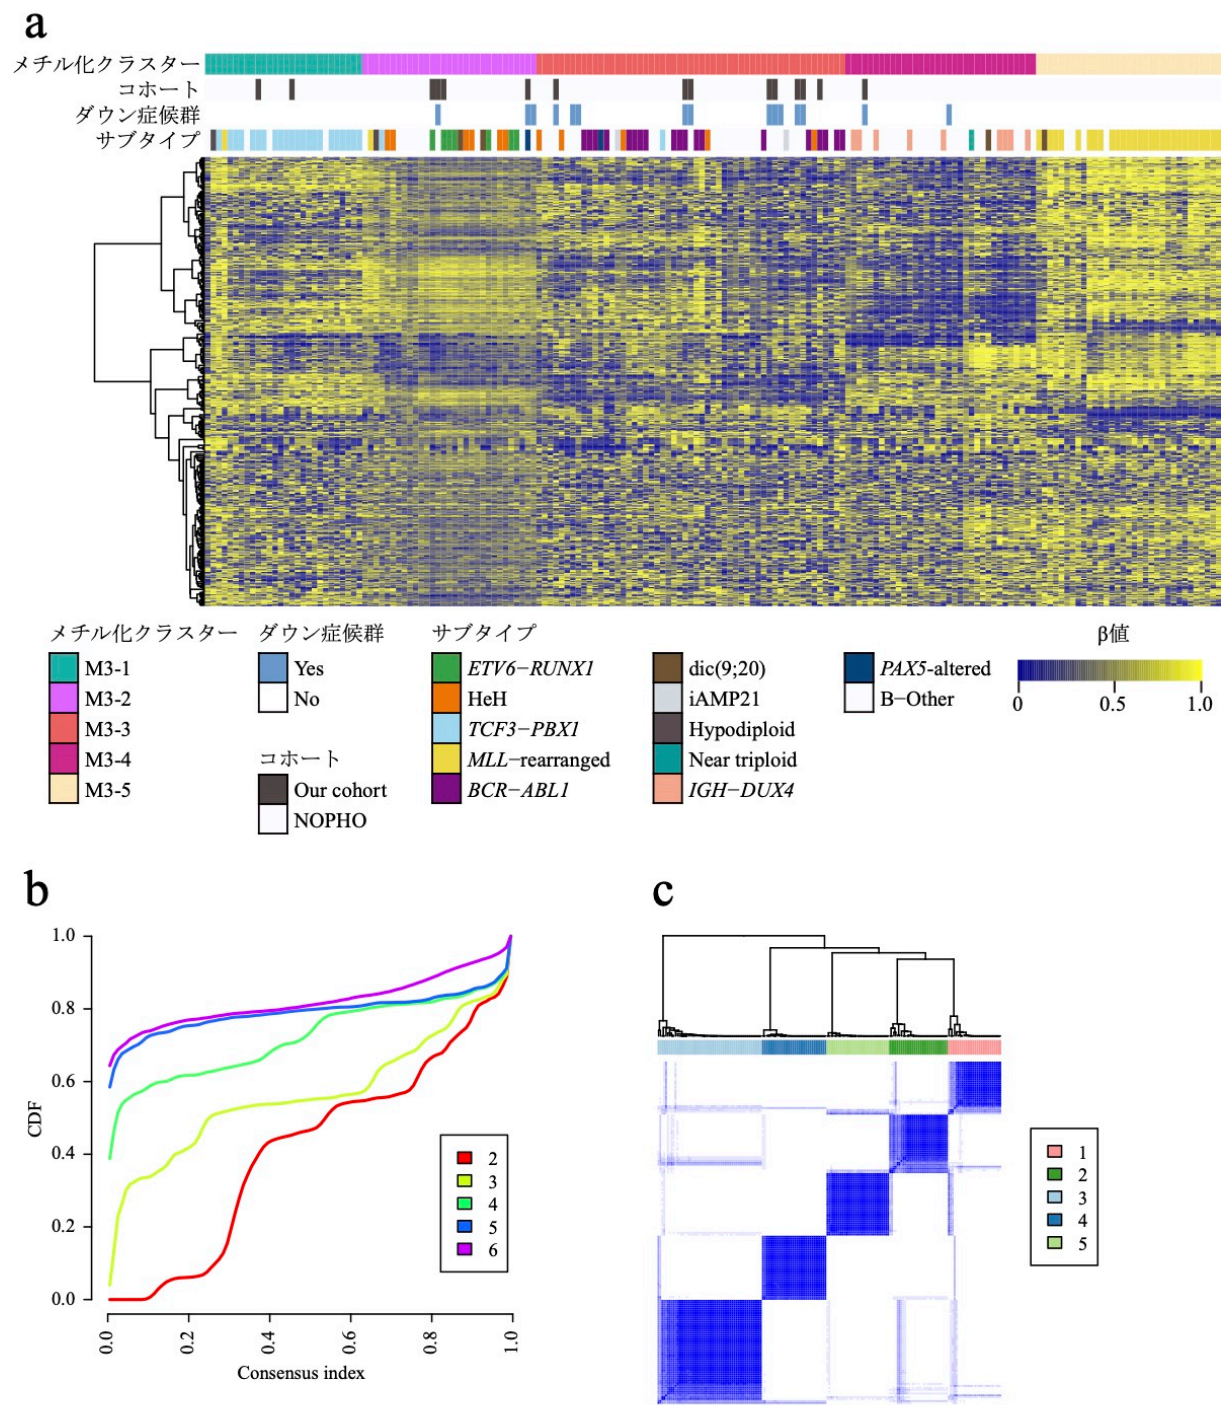 a
メチル化クラスター
コホート
ダウン症候群
サブタイプ
メチル化クラスター
M3-1
M3-2
M3-3
M3-4
M3-5
ダウン症候群
Yes
No
コホート
Our cohort
NOPHO
サブタイプ
ETV6−RUNX1
HeH
TCF3−PBX1
MLL−rearranged
BCR−ABL1
dic(9;20)
iAMP21
Hypodiploid
Near triploid
IGH−DUX4
PAX5-altered
B−Other
β値
0 0.5 1.0
b
1.0
0.8
0.6
0.4
0.2
0.0
CDF
2
3
4
5
6
0.0 0.2 0.4 0.6 0.8 1.0
Consensus index
c
1
2
3
4
5